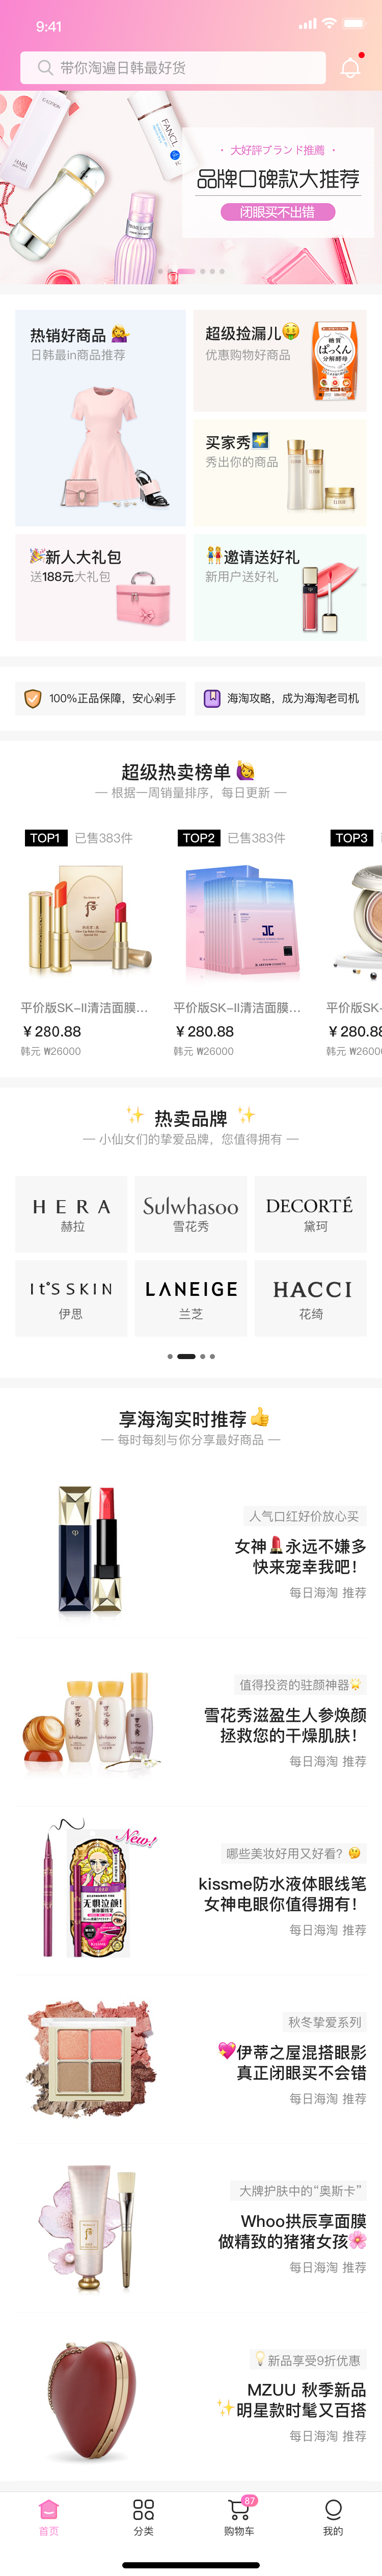 9:41
带你淘遍日韩最好货
FANCL
HABA
· 大好評ブランド推薦 ·
品牌口碑款大推荐
闭眼买不出错
热销好商品 💁‍♀️
日韩最in商品推荐
超级捡漏儿🤑
优惠购物好商品
糖質
ぱっくん
分解酵母
买家秀🌠
秀出你的商品
ELIXIR
🎉新人大礼包
送188元大礼包
👫邀请送好礼
新用户送好礼
100%正品保障，安心剁手
海淘攻略，成为海淘老司机
超级热卖榜单🙋‍♀️
— 根据一周销量排序，每日更新 —
TOP1 已售383件
TOP2 已售383件
TOP3
平价版SK-II清洁面膜...
¥280.88
韩元 ₩26000
平价版SK-II清洁面膜...
¥280.88
韩元 ₩26000
平价版SK-
¥280.88
韩元 ₩26000
✨ 热卖品牌 ✨
— 小仙女们的挚爱品牌，您值得拥有 —
HERA
赫拉
Sulwhasoo
雪花秀
DECORTÉ
黛珂
It'S SKIN
伊思
LANEIGE
兰芝
HACCI
花绮
享海淘实时推荐👍
— 每时每刻与你分享最好商品 —
人气口红好价放心买
女神💄永远不嫌多
快来宠幸我吧！
每日海淘 推荐
值得投资的驻颜神器🌟
雪花秀滋盈生人参焕颜
拯救您的干燥肌肤！
每日海淘 推荐
New!
无惧泣颜!
哪些美妆好用又好看？🤔
kissme防水液体眼线笔
女神电眼你值得拥有！
每日海淘 推荐
秋冬挚爱系列
💖伊蒂之屋混搭眼影
真正闭眼买不会错
每日海淘 推荐
大牌护肤中的“奥斯卡”
Whoo拱辰享面膜
做精致的猪猪女孩🌸
每日海淘 推荐
💡新品享受9折优惠
MZUU 秋季新品
✨明星款时髦又百搭
每日海淘 推荐
87
首页
分类
购物车
我的